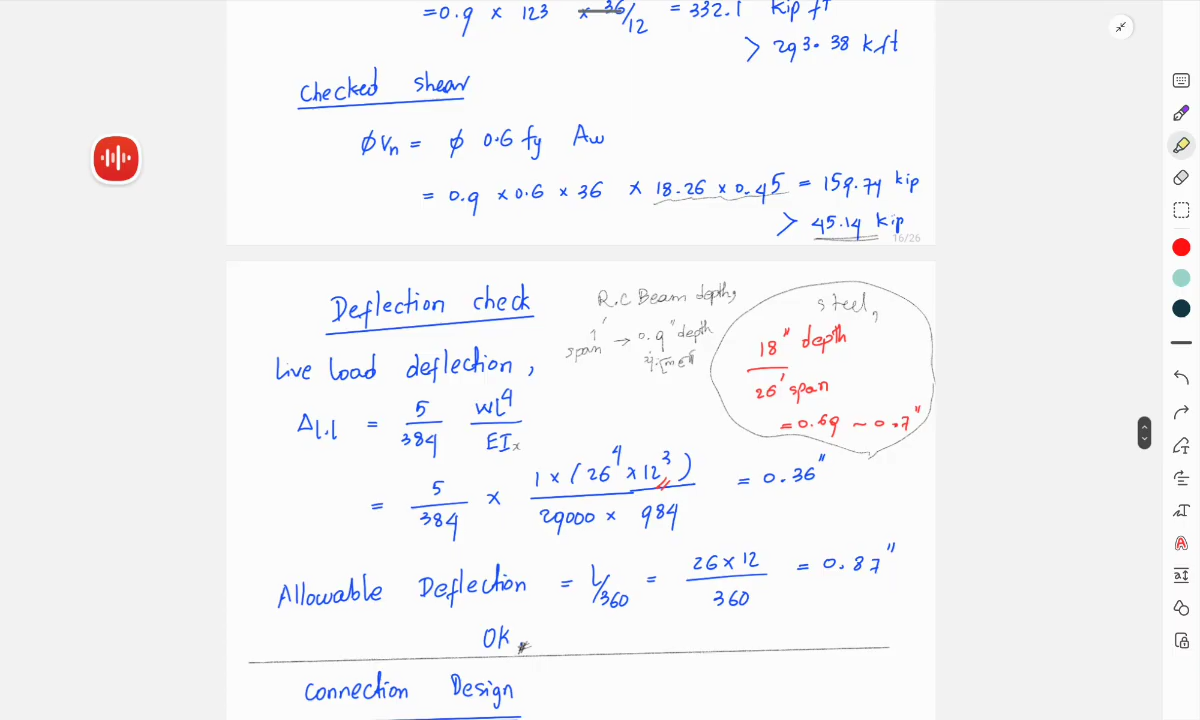 = 0.9 × 123 × 36/12 = 332.1 kip ft
> 293.38 kft
Checked shear
ϕVn = ϕ 0.6 fy Aw
= 0.9 × 0.6 × 36 × 18.26 × 0.45 = 159.74 kip
> 45.14 kip
16/26
Deflection check
R.C Beam depth,
1' span → 0.9" depth
steel,
18" depth
26' span
= 0.69 ~ 0.7"
Live load deflection,
ΔL.L = 5/384 WL⁴/EIx
= 5/384 × 1 × (26⁴ × 12³)/29000 × 984 = 0.36"
Allowable Deflection = L/360 = 26 × 12/360 = 0.87"
OK
Connection Design